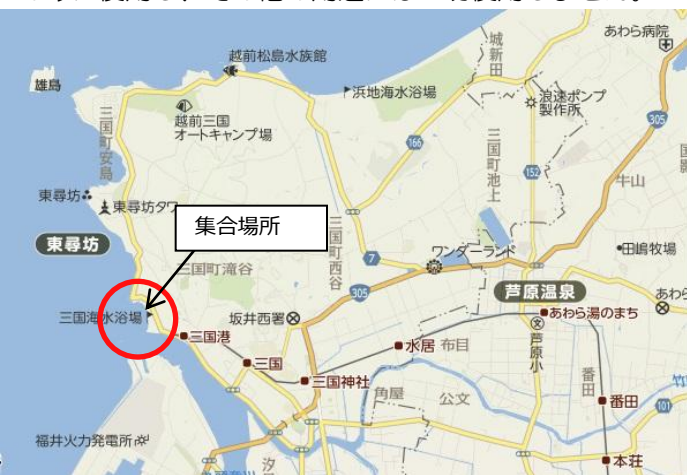 あわら病院
城新田
越前松島水族館
雄島
浜地海水浴場
浪速ポンプ
製作所
越前三国
オートキャンプ場
305
三国町安島
166
三国町池上
152
牛山
東尋坊
東尋坊タワ
集合場所
東尋坊
三国町西谷
7
ワンダーランド
田嶋牧場
三国町滝谷
305
芦原温泉
あわら
三国海水浴場
坂井西署
あわら湯のまち
三国港
水居
布目
芦原小
三国
三国神社
角屋
公文
番田
番田
101
福井火力発電所
汐
本荘